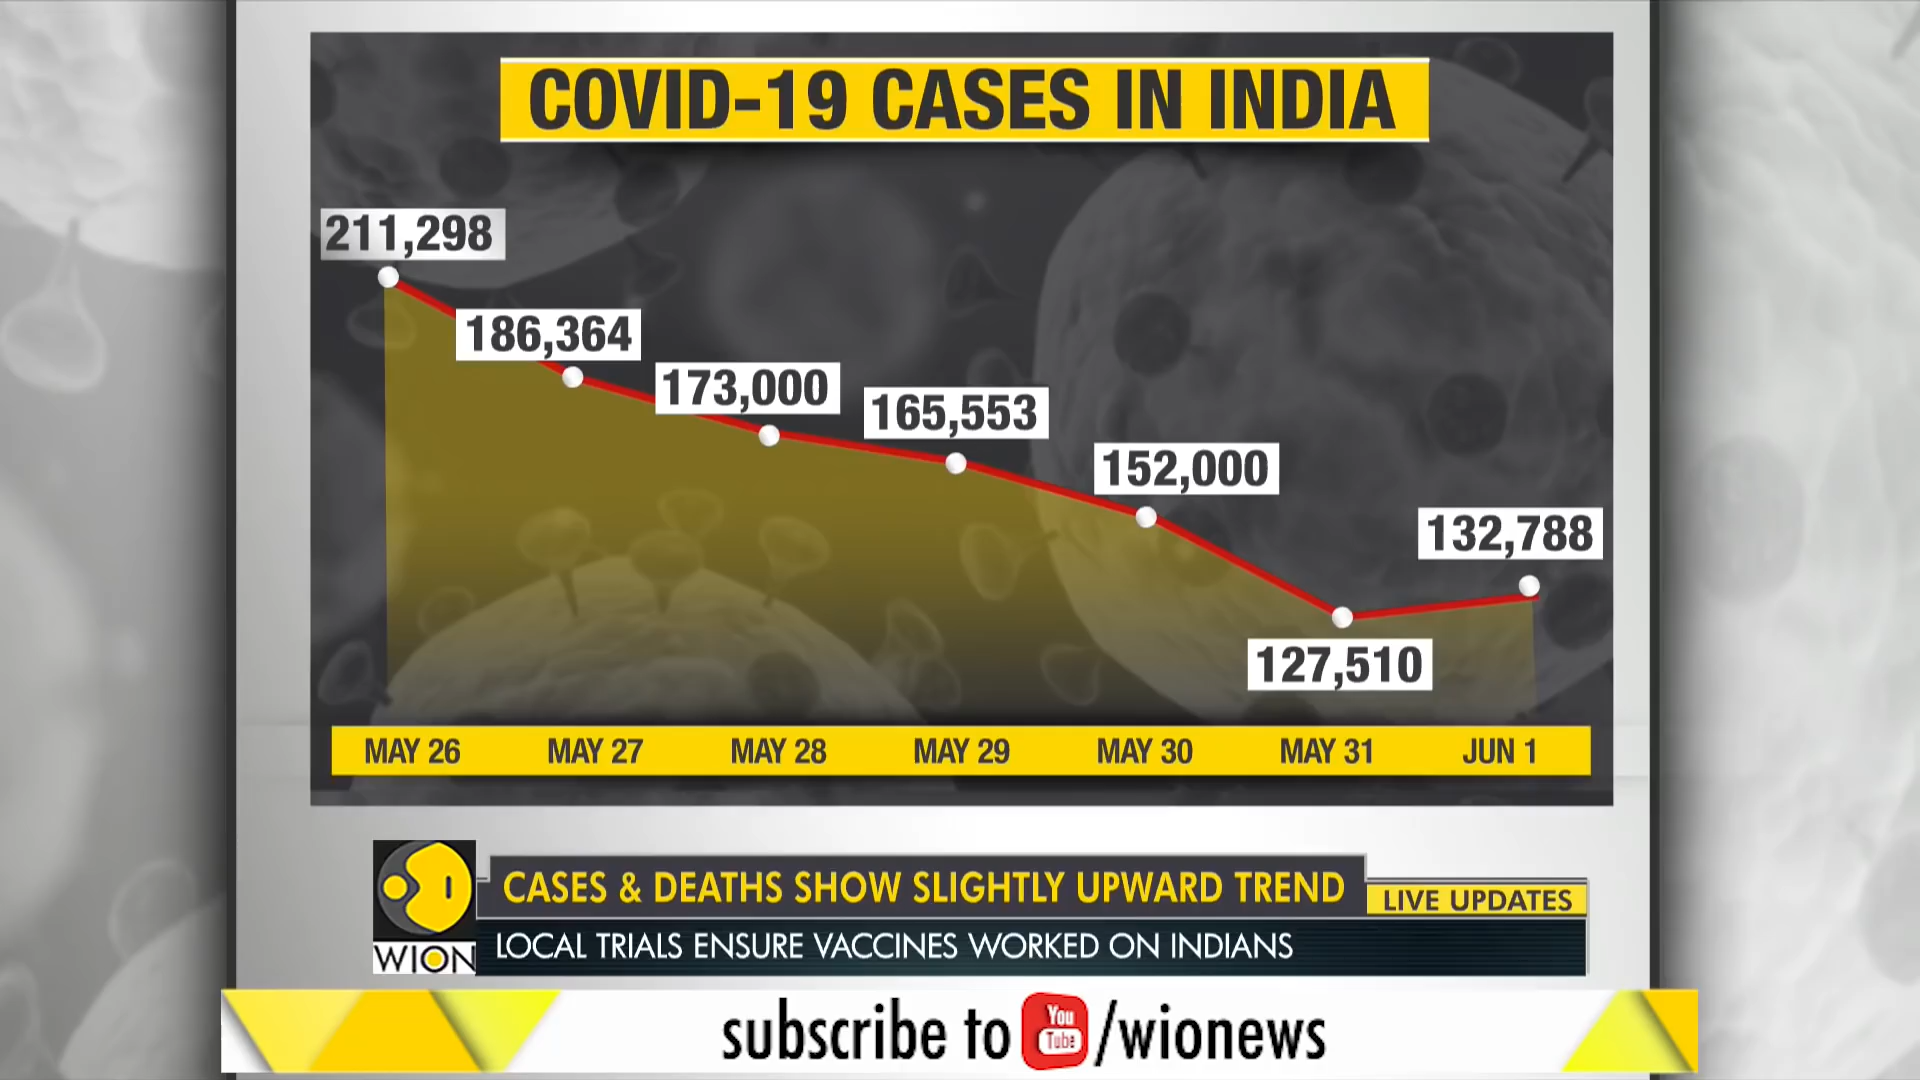 COVID-19 CASES IN INDIA
211,298
186,364
173,000
165,553
152,000
127,510
132,788
MAY 26 MAY 27 MAY 28 MAY 29 MAY 30 MAY 31 JUN 1
CASES & DEATHS SHOW SLIGHTLY UPWARD TREND
LIVE UPDATES
WION
LOCAL TRIALS ENSURE VACCINES WORKED ON INDIANS
subscribe to You Tube /wionews